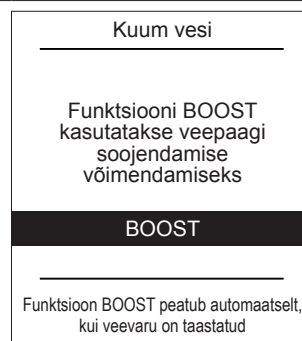 Kuum vesi
Funktsiooni BOOST
kasutatakse veepaagi
soojendamise
võimendamiseks
BOOST
Funktsioon BOOST peatub automaatselt,
kui veevaru on taastatud